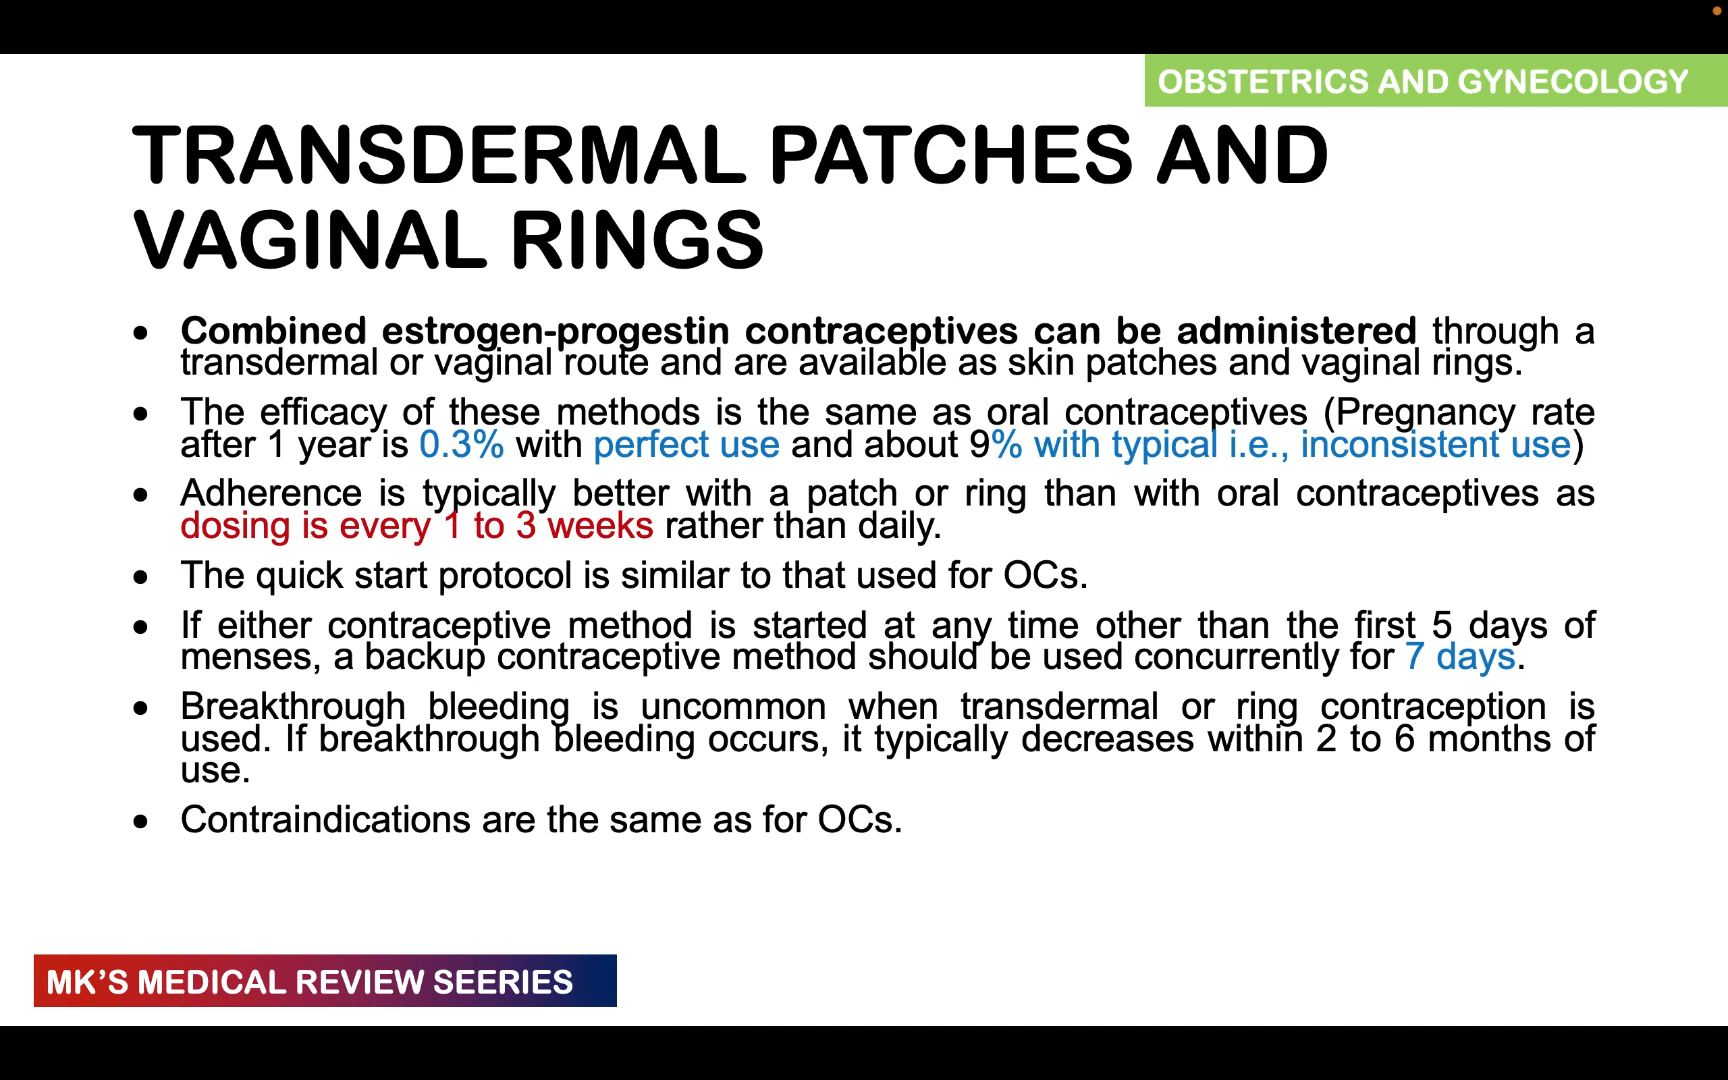 OBSTETRICS AND GYNECOLOGY
TRANSDERMAL PATCHES AND
VAGINAL RINGS
• Combined estrogen-progestin contraceptives can be administered through a
transdermal or vaginal route and are available as skin patches and vaginal rings.
• The efficacy of these methods is the same as oral contraceptives (Pregnancy rate
after 1 year is 0.3% with perfect use and about 9% with typical i.e., inconsistent use)
• Adherence is typically better with a patch or ring than with oral contraceptives as
dosing is every 1 to 3 weeks rather than daily.
• The quick start protocol is similar to that used for OCs.
• If either contraceptive method is started at any time other than the first 5 days of
menses, a backup contraceptive method should be used concurrently for 7 days.
• Breakthrough bleeding is uncommon when transdermal or ring contraception is
used. If breakthrough bleeding occurs, it typically decreases within 2 to 6 months of
use.
• Contraindications are the same as for OCs.
MK’S MEDICAL REVIEW SEERIES